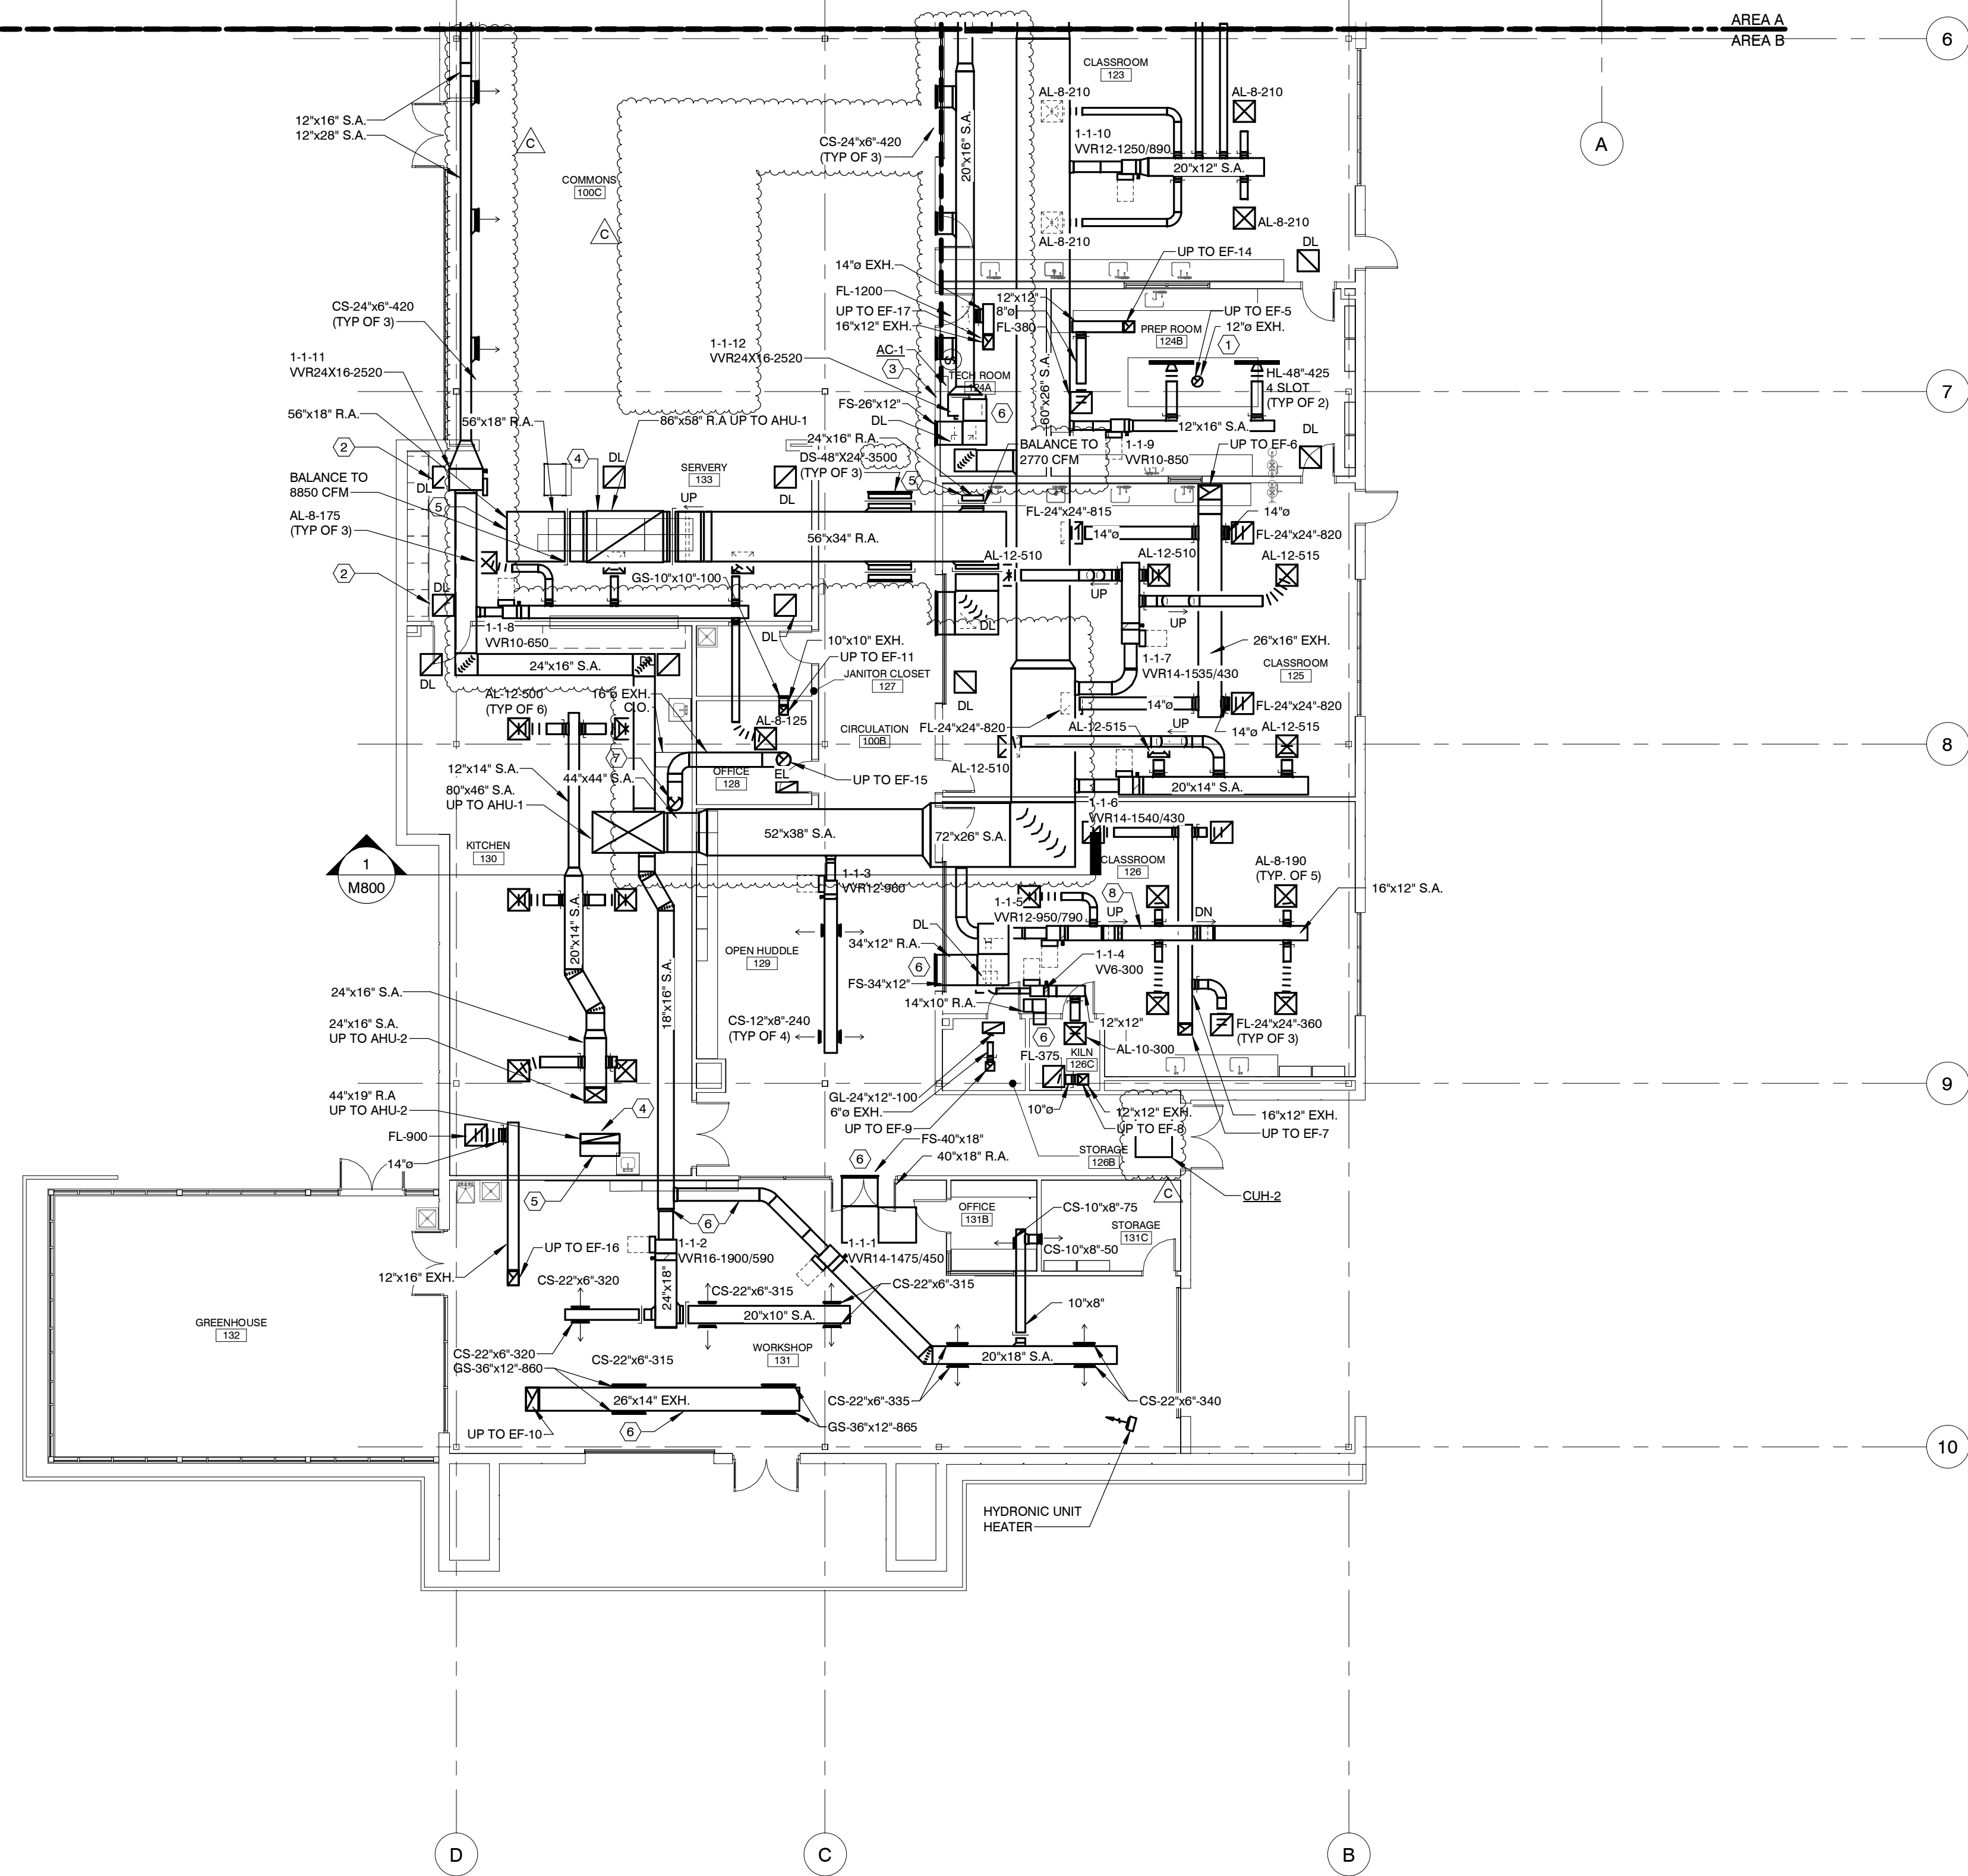 AREA A
AREA B
6
CLASSROOM
123
AL-8-210
AL-8-210
12"x16" S.A.
12"x28" S.A.
C
CS-24"x6"-420
(TYP OF 3)
20"x16" S.A.
1-1-10
VVR12-1250/890
20"x12" S.A.
A
COMMONS
100C
C
AL-8-210
AL-8-210
DL
UP TO EF-14
14"ø EXH.
FL-1200
UP TO EF-17
16"x12" EXH.
12"x12"
8"ø
FL-380
PREP ROOM
124B
UP TO EF-5
12"ø EXH.
1
CS-24"x6"-420
(TYP OF 3)
1-1-12
VVR24X16-2520
AC-1
3
S
TECH ROOM
124A
60"x26" S.A.
HL-48"-425
4 SLOT
(TYP OF 2)
7
1-1-11
VVR24X16-2520
56"x18" R.A.
56"x18" R.A.
86"x58" R.A UP TO AHU-1
FS-26"x12"
DL
6
12"x16" S.A.
DL
2
4
DL
SERVERY
133
24"x16" R.A.
DS-48"X24"-3500
(TYP OF 3)
BALANCE TO
2770 CFM
1-1-9
VVR10-850
UP TO EF-6
BALANCE TO
8850 CFM
DL
5
UP
DL
5
AL-8-175
(TYP OF 3)
56"x34" R.A.
FL-24"x24"-815
14"ø
14"ø
FL-24"x24"-820
AL-12-510
AL-12-510
AL-12-515
2
DL
GS-10"x10"-100
UP
UP
1-1-8
VVR10-650
DL
DL
10"x10" EXH.
UP TO EF-11
26"x16" EXH.
24"x16" S.A.
DL
DL
JANITOR CLOSET
127
DL
1-1-7
VVR14-1535/430
CLASSROOM
125
AL-12-500
(TYP OF 6)
16"ø EXH.
C.O.
AL-8-125
CIRCULATION
100B
FL-24"x24"-820
14"ø
FL-24"x24"-820
AL-12-515
UP
AL-12-515
14"ø
8
7
12"x14" S.A.
44"x44" S.A.
OFFICE
128
EL
UP TO EF-15
AL-12-510
80"x46" S.A.
UP TO AHU-1
20"x14" S.A.
1-1-6
VVR14-1540/430
52"x38" S.A.
72"x26" S.A.
KITCHEN
130
1
M800
1-1-3
VVR12-960
CLASSROOM
126
AL-8-190
(TYP. OF 5)
16"x12" S.A.
8
1-1-5
VVR12-950/790
UP
DN
20"x14" S.A.
DL
34"x12" R.A.
OPEN HUDDLE
129
18"x16" S.A.
1-1-4
VV6-300
6
FS-34"x12"
24"x16" S.A.
14"x10" R.A.
24"x16" S.A.
UP TO AHU-2
CS-12"x8"-240
(TYP OF 4)
12"x12"
FL-24"x24"-360
(TYP OF 3)
6
AL-10-300
FL-375
KILN
126C
9
44"x19" R.A
UP TO AHU-2
4
GL-24"x12"-100
6"ø EXH.
UP TO EF-9
10"ø
12"x12" EXH.
UP TO EF-8
16"x12" EXH.
UP TO EF-7
FL-900
14"ø
FS-40"x18"
40"x18" R.A.
6
STORAGE
126B
5
C
CUH-2
6
OFFICE
131B
CS-10"x8"-75
STORAGE
131C
CS-10"x8"-50
1-1-2
VVR16-1900/590
1-1-1
VVR14-1475/450
UP TO EF-16
12"x16" EXH.
CS-22"x6"-320
CS-22"x6"-315
CS-22"x6"-315
24"x18"
20"x10" S.A.
10"x8"
GREENHOUSE
132
WORKSHOP
131
CS-22"x6"-320
GS-36"x12"-860
CS-22"x6"-315
20"x18" S.A.
26"x14" EXH.
CS-22"x6"-335
CS-22"x6"-340
UP TO EF-10
6
GS-36"x12"-865
10
HYDRONIC UNIT
HEATER
D
C
B